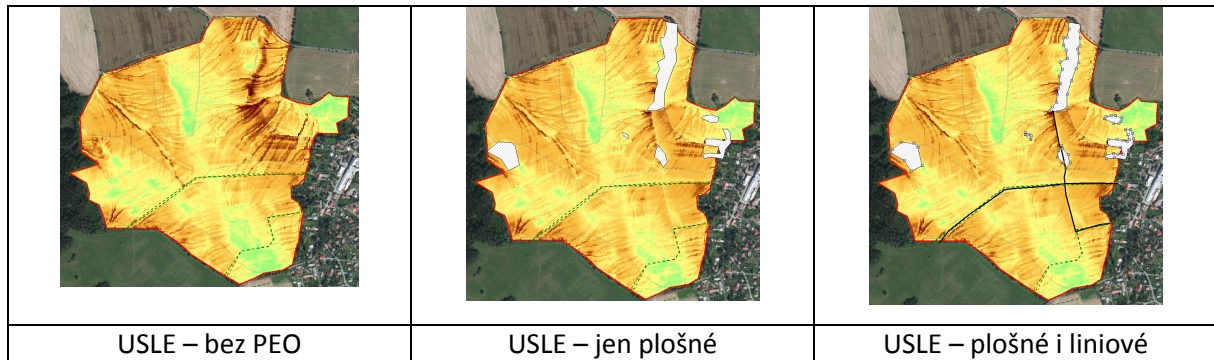 USLE – bez PEO
USLE – jen plošné
USLE – plošné i liniové